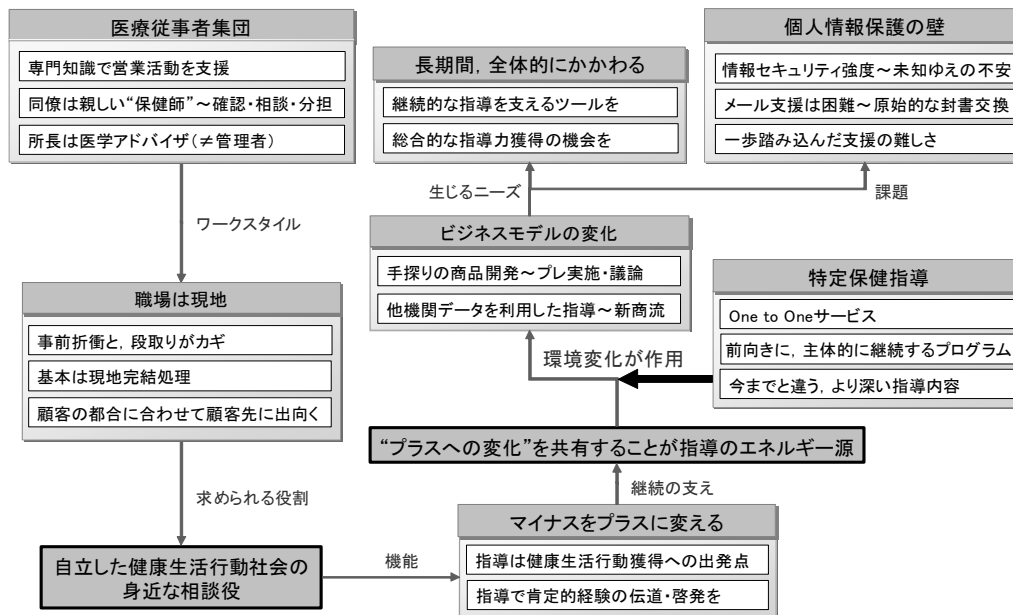 医療従事者集団
専門知識で営業活動を支援
同僚は親しい“保健師”～確認・相談・分担
所長は医学アドバイザ(≠管理者)
ワークスタイル
職場は現地
事前折衝と，段取りがカギ
基本は現地完結処理
顧客の都合に合わせて顧客先に出向く
求められる役割
自立した健康生活行動社会の
身近な相談役
機能
マイナスをプラスに変える
指導は健康生活行動獲得への出発点
指導で肯定的経験の伝道・啓発を
継続の支え
“プラスへの変化”を共有することが指導のエネルギー源
環境変化が作用
特定保健指導
One to Oneサービス
前向きに，主体的に継続するプログラム
今までと違う，より深い指導内容
ビジネスモデルの変化
手探りの商品開発～プレ実施・議論
他機関データを利用した指導～新商流
生じるニーズ
課題
長期間，全体的にかかわる
継続的な指導を支えるツールを
総合的な指導力獲得の機会を
個人情報保護の壁
情報セキュリティ強度～未知ゆえの不安
メール支援は困難～原始的な封書交換
一歩踏み込んだ支援の難しさ